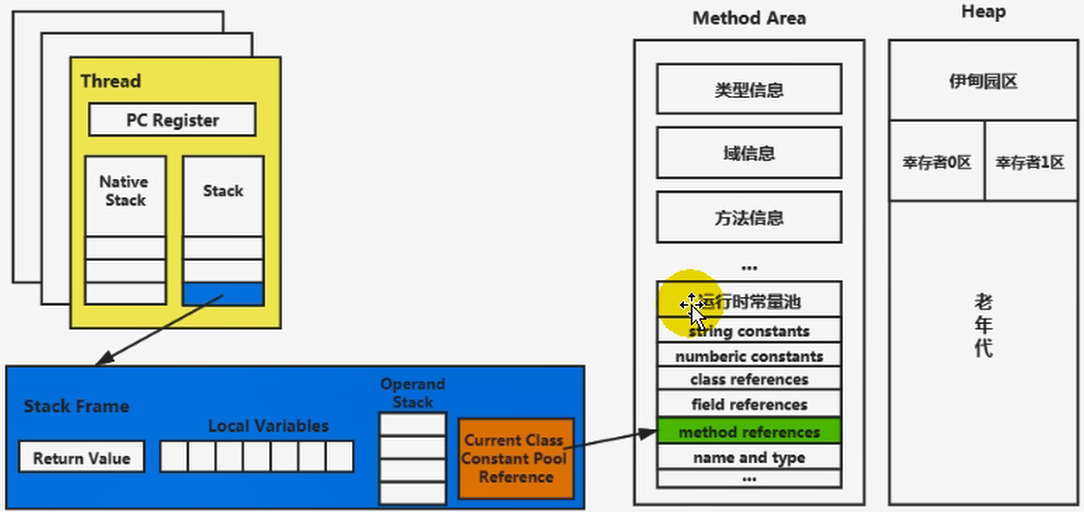 Thread
PC Register
Native
Stack
Stack
Stack Frame
Return Value
Local Variables
Operand
Stack
Current Class
Constant Pool
Reference
Method Area
类型信息
域信息
方法信息
...
运行时常量池
string constants
numberic constants
class references
field references
method references
name and type
...
Heap
伊甸园区
幸存者0区
幸存者1区
老
年
代